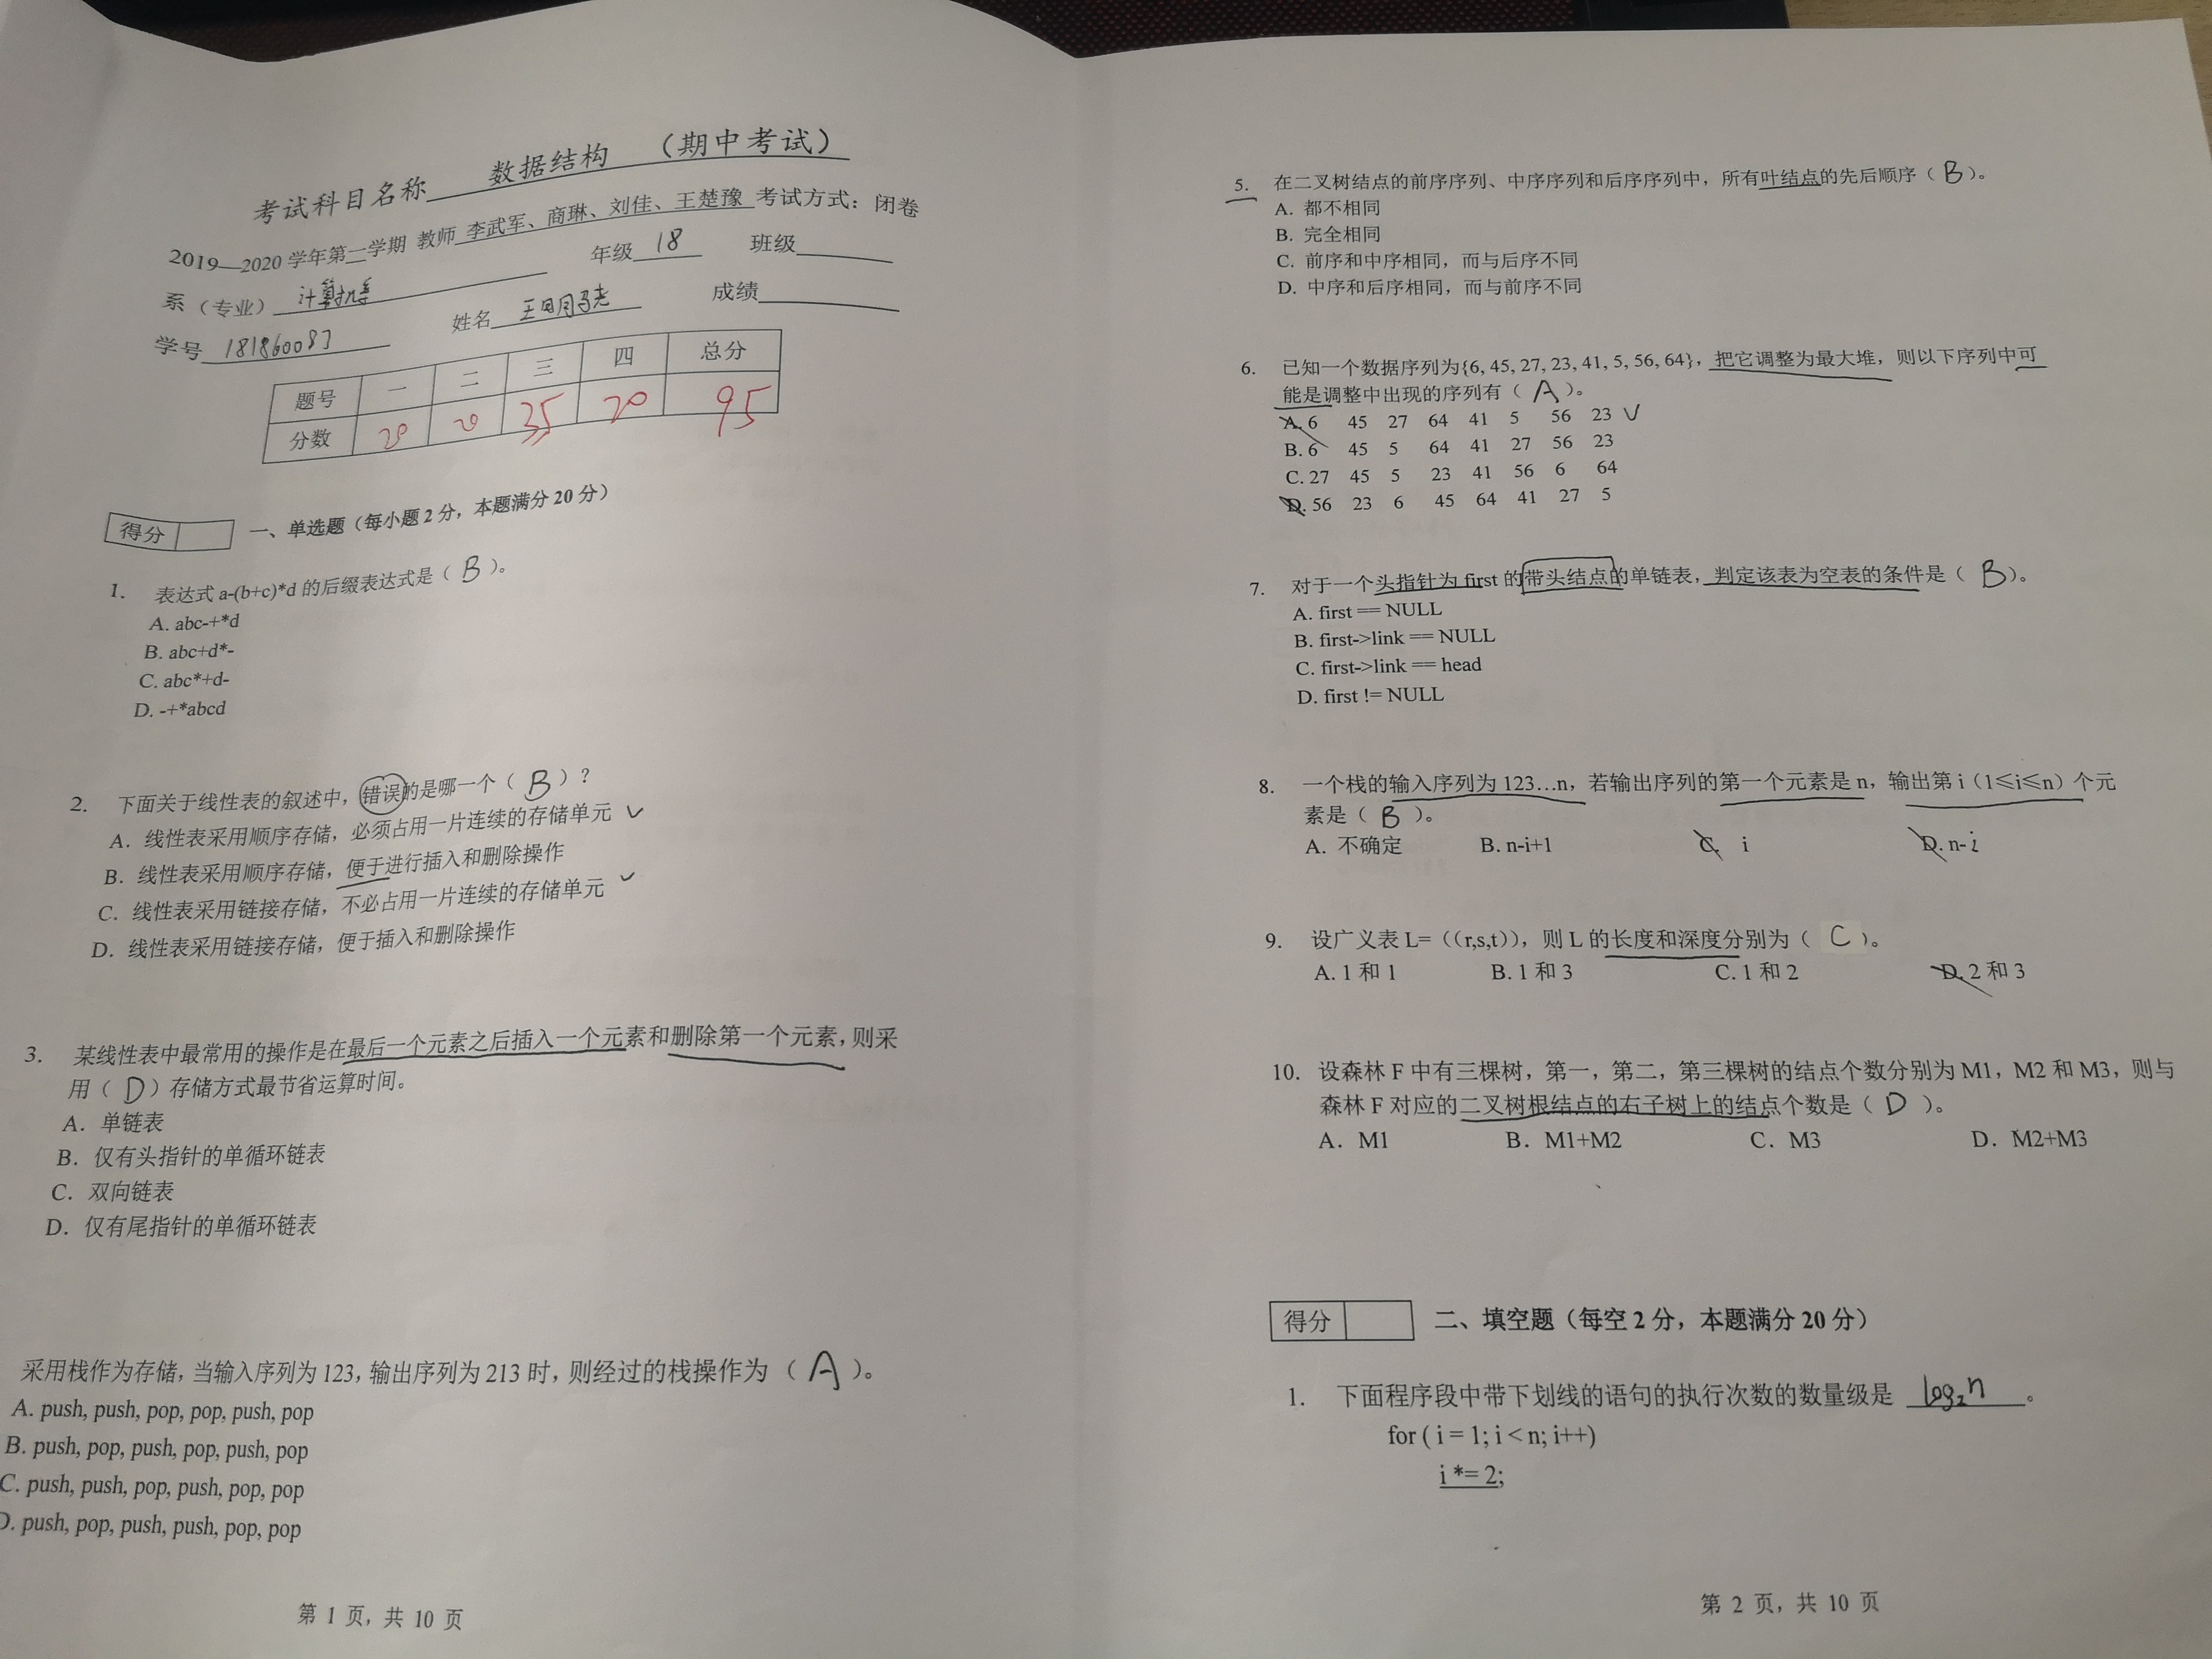 考试科目名称 数据结构 （期中考试）
2019—2020 学年第一学期 教师 李武军、商琳、刘佳、王楚豫 考试方式：闭卷
系（专业） 计算机系 年级 18 班级
学号 181860087 姓名 成绩
题号 一 二 三 四 总分
分数 20 20 35 20 95
得分 一、单选题（每小题 2 分，本题满分 20 分）
1. 表达式 a-(b+c)*d 的后缀表达式是（ B ）。
A. abc-+*d
B. abc+d*-
C. abc*+d-
D. -+*abcd
2. 下面关于线性表的叙述中，错误的是哪一个（ B ）？
A. 线性表采用顺序存储，必须占用一片连续的存储单元 ✓
B. 线性表采用顺序存储，便于进行插入和删除操作
C. 线性表采用链接存储，不必占用一片连续的存储单元 ✓
D. 线性表采用链接存储，便于插入和删除操作
3. 某线性表中最常用的操作是在最后一个元素之后插入一个元素和删除第一个元素，则采
用（ D ）存储方式最节省运算时间。
A. 单链表
B. 仅有头指针的单循环链表
C. 双向链表
D. 仅有尾指针的单循环链表
采用栈作为存储，当输入序列为 123，输出序列为 213 时，则经过的栈操作为（ A ）。
A. push, push, pop, pop, push, pop
B. push, pop, push, pop, push, pop
C. push, push, pop, push, pop, pop
D. push, pop, push, push, pop, pop
第 1 页，共 10 页
5. 在二叉树结点的前序序列、中序序列和后序序列中，所有叶结点的先后顺序（ B ）。
A. 都不相同
B. 完全相同
C. 前序和中序相同，而与后序不同
D. 中序和后序相同，而与前序不同
6. 已知一个数据序列为{6, 45, 27, 23, 41, 5, 56, 64}，把它调整为最大堆，则以下序列中可
能是调整中出现的序列有（ A ）。
A. 6 45 27 64 41 5 56 23 ✓
B. 6 45 5 64 41 27 56 23
C. 27 45 5 23 41 56 6 64
D. 56 23 6 45 64 41 27 5
7. 对于一个头指针为 first 的带头结点的单链表，判定该表为空表的条件是（ B ）。
A. first == NULL
B. first->link == NULL
C. first->link == head
D. first != NULL
8. 一个栈的输入序列为 123…n，若输出序列的第一个元素是 n，输出第 i（1≤i≤n）个元
素是（ B ）。
A. 不确定 B. n-i+1 C. i D. n-i
9. 设广义表 L=（(r,s,t)），则 L 的长度和深度分别为（ C ）。
A. 1 和 1 B. 1 和 3 C. 1 和 2 D. 2 和 3
10. 设森林 F 中有三棵树，第一，第二，第三棵树的结点个数分别为 M1，M2 和 M3，则与
森林 F 对应的二叉树根结点的右子树上的结点个数是（ D ）。
A. M1 B. M1+M2 C. M3 D. M2+M3
得分 二、填空题（每空 2 分，本题满分 20 分）
1. 下面程序段中带下划线的语句的执行次数的数量级是 log₂n 。
for ( i = 1; i < n; i++)
i *= 2;
第 2 页，共 10 页